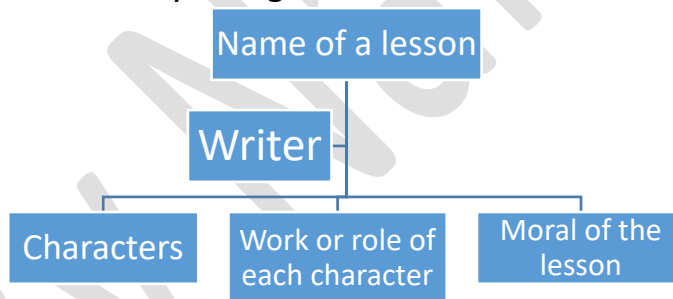 Name of a lesson
Writer
Characters
Work or role of
each character
Moral of the
lesson